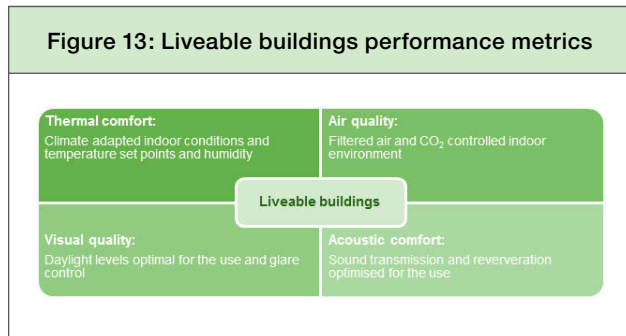 Figure 13: Liveable buildings performance metrics
Thermal comfort:
Climate adapted indoor conditions and
temperature set points and humidity
Air quality:
Filtered air and CO₂ controlled indoor
environment
Liveable buildings
Visual quality:
Daylight levels optimal for the use and glare
control
Acoustic comfort:
Sound transmission and reververation
optimised for the use